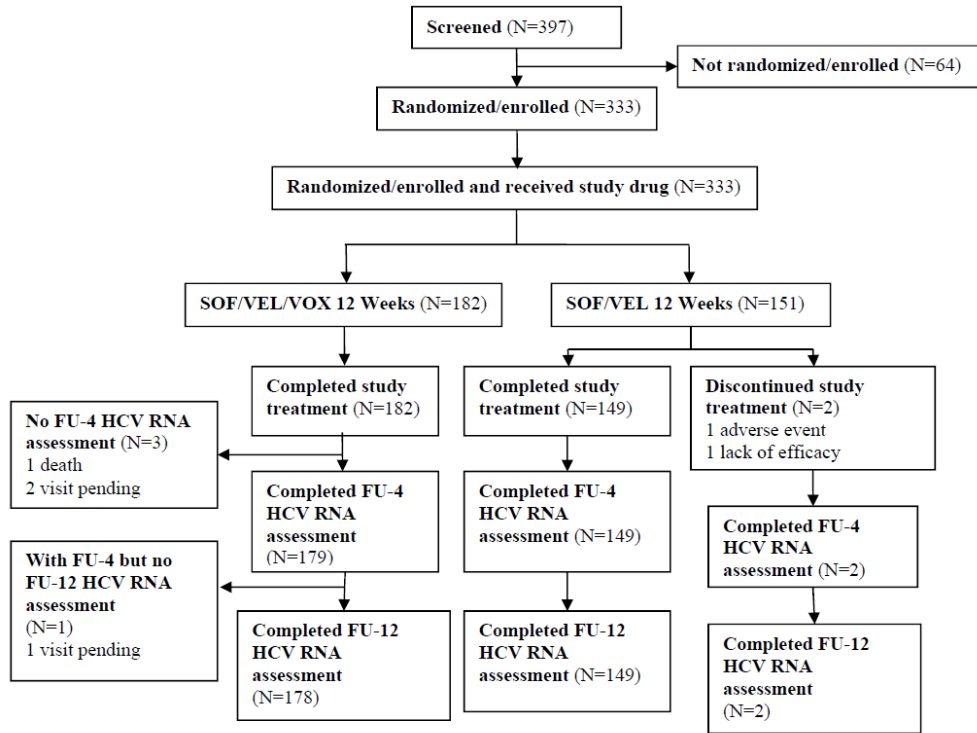 Screened (N=397)
Not randomized/enrolled (N=64)
Randomized/enrolled (N=333)
Randomized/enrolled and received study drug (N=333)
SOF/VEL/VOX 12 Weeks (N=182)
SOF/VEL 12 Weeks (N=151)
Completed study
treatment (N=182)
Completed study
treatment (N=149)
Discontinued study
treatment (N=2)
1 adverse event
1 lack of efficacy
No FU-4 HCV RNA
assessment (N=3)
1 death
2 visit pending
Completed FU-4
HCV RNA
assessment
(N=179)
Completed FU-4
HCV RNA
assessment
(N=149)
Completed FU-4
HCV RNA
assessment (N=2)
With FU-4 but no
FU-12 HCV RNA
assessment
(N=1)
1 visit pending
Completed FU-12
HCV RNA
assessment
(N=178)
Completed FU-12
HCV RNA
assessment
(N=149)
Completed FU-12
HCV RNA
assessment
(N=2)